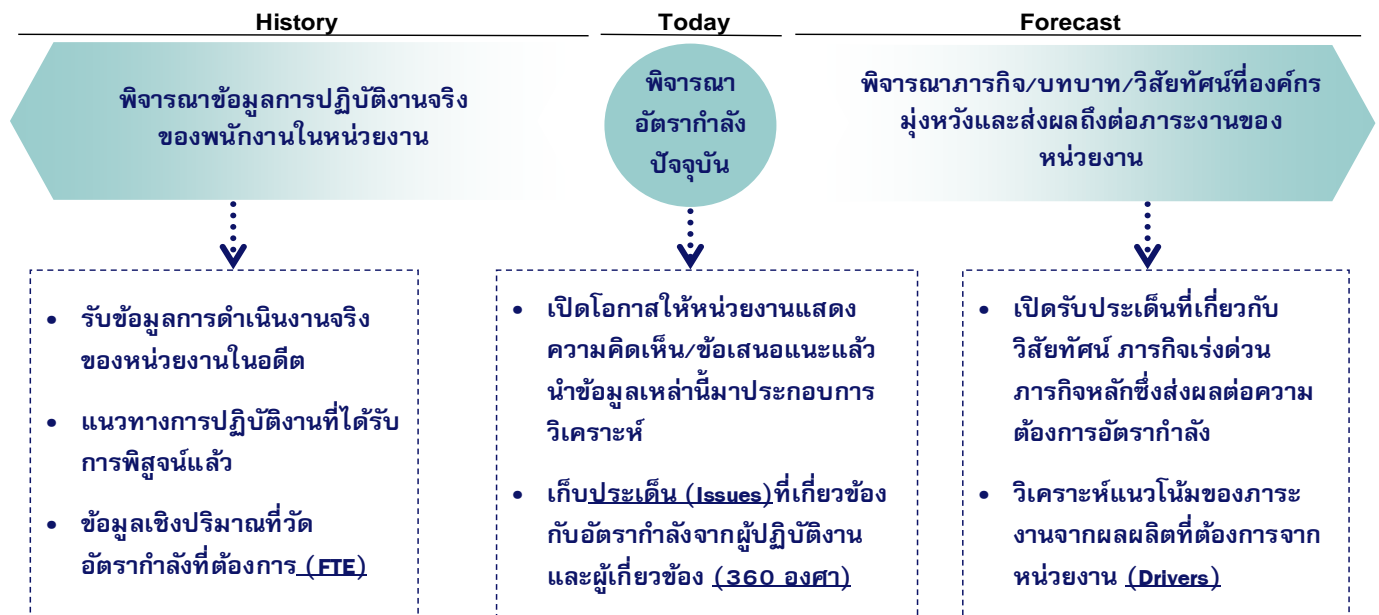 History
Today
Forecast
พิจารณาข้อมูลการปฏิบัติงานจริง
ของพนักงานในหน่วยงาน
พิจารณา
อัตรากำลัง
ปัจจุบัน
พิจารณาภารกิจ/บทบาท/วิสัยทัศน์ที่องค์กร
มุ่งหวังและส่งผลถึงต่อภาระงานของ
หน่วยงาน
• รับข้อมูลการดำเนินงานจริง
ของหน่วยงานในอดีต
• แนวทางการปฏิบัติงานที่ได้รับ
การพิสูจน์แล้ว
• ข้อมูลเชิงปริมาณที่วัด
อัตรากำลังที่ต้องการ (FTE)
• เปิดโอกาสให้หน่วยงานแสดง
ความคิดเห็น/ข้อเสนอแนะแล้ว
นำข้อมูลเหล่านี้มาประกอบการ
วิเคราะห์
• เก็บประเด็น (Issues)ที่เกี่ยวข้อง
กับอัตรากำลังจากผู้ปฏิบัติงาน
และผู้เกี่ยวข้อง (360 องศา)
• เปิดรับประเด็นที่เกี่ยวกับ
วิสัยทัศน์ ภารกิจเร่งด่วน
ภารกิจหลักซึ่งส่งผลต่อความ
ต้องการอัตรากำลัง
• วิเคราะห์แนวโน้มของภาระ
งานจากผลผลิตที่ต้องการจาก
หน่วยงาน (Drivers)